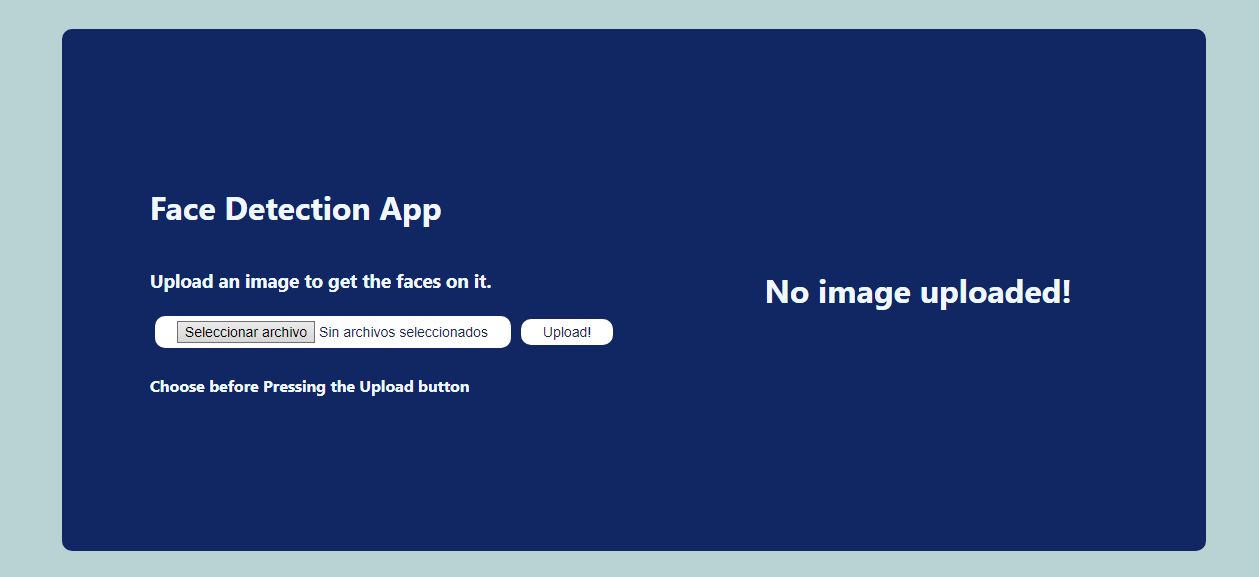 Face Detection App
Upload an image to get the faces on it.
Seleccionar archivo Sin archivos seleccionados Upload!
Choose before Pressing the Upload button
No image uploaded!